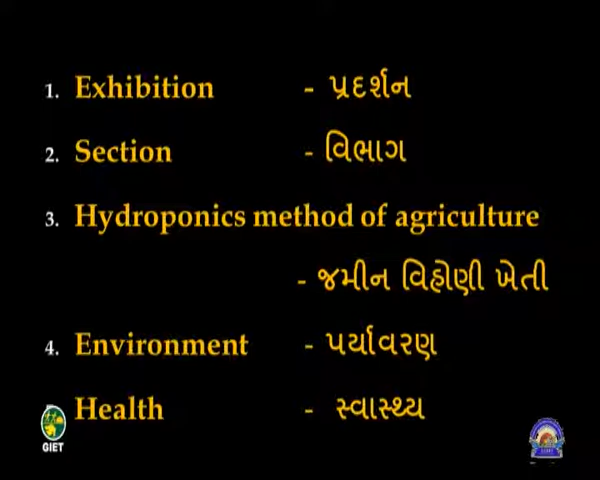 1. Exhibition - પ્રદર્શન
2. Section - વિભાગ
3. Hydroponics method of agriculture
- જમીન વિહોણી ખેતી
4. Environment - પર્યાવરણ
Health - સ્વાસ્થ્ય
GIET